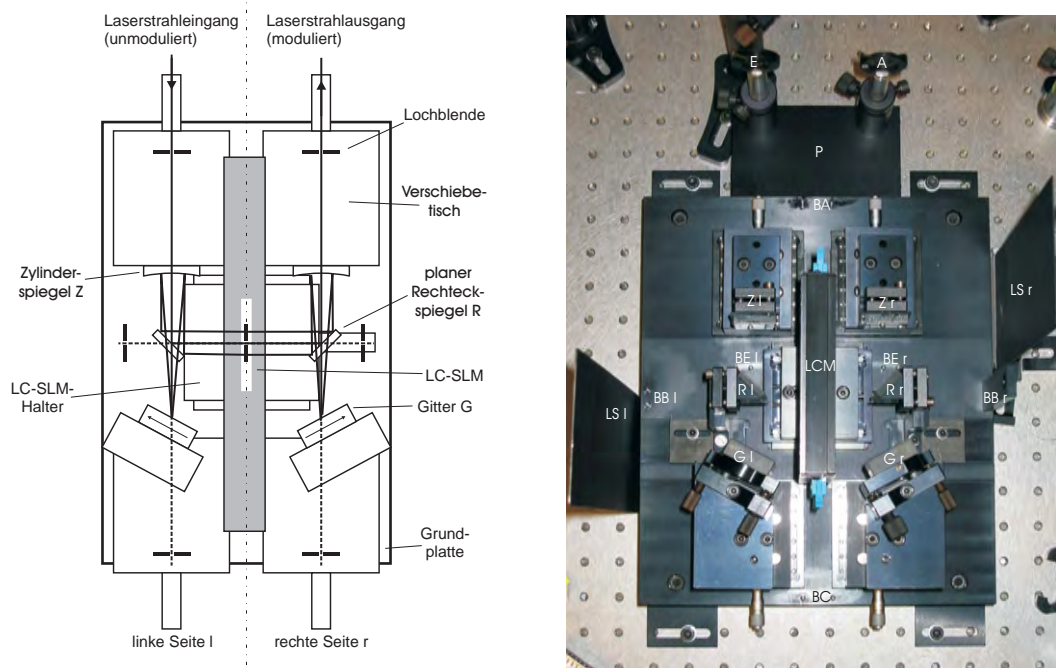 Laserstrahleingang
(unmoduliert)
Laserstrahlausgang
(moduliert)
Lochblende
Verschiebe-
tisch
Zylinder-
spiegel Z
planer
Rechteck-
spiegel R
LC-SLM-
Halter
LC-SLM
Gitter G
Grund-
platte
linke Seite l
rechte Seite r
E
A
P
BA
Z l
Z r
LS r
BE l
LCM
BE r
LS l
BB l
R l
R r
BB r
G l
G r
BC